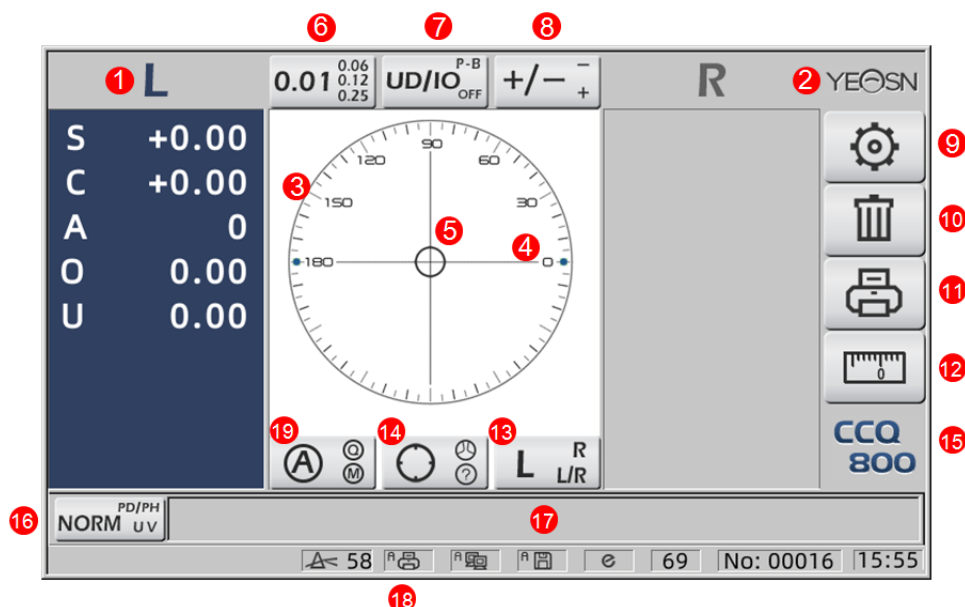 6 7 8
1 L
0.01 0.06 0.12 0.25
UD/IO P-B OFF
+/- - +
R
2 YEOSN
S +0.00
C +0.00
A 0
O 0.00
U 0.00
90
120 60
3 150 30
5
4
180 0
9
10
11
0
12
19 A Q M
14 ?
13 L R L/R
CCQ
800
15
16 NORM PD/PH UV
17
58 A A A e 69 No: 00016 15:55
18